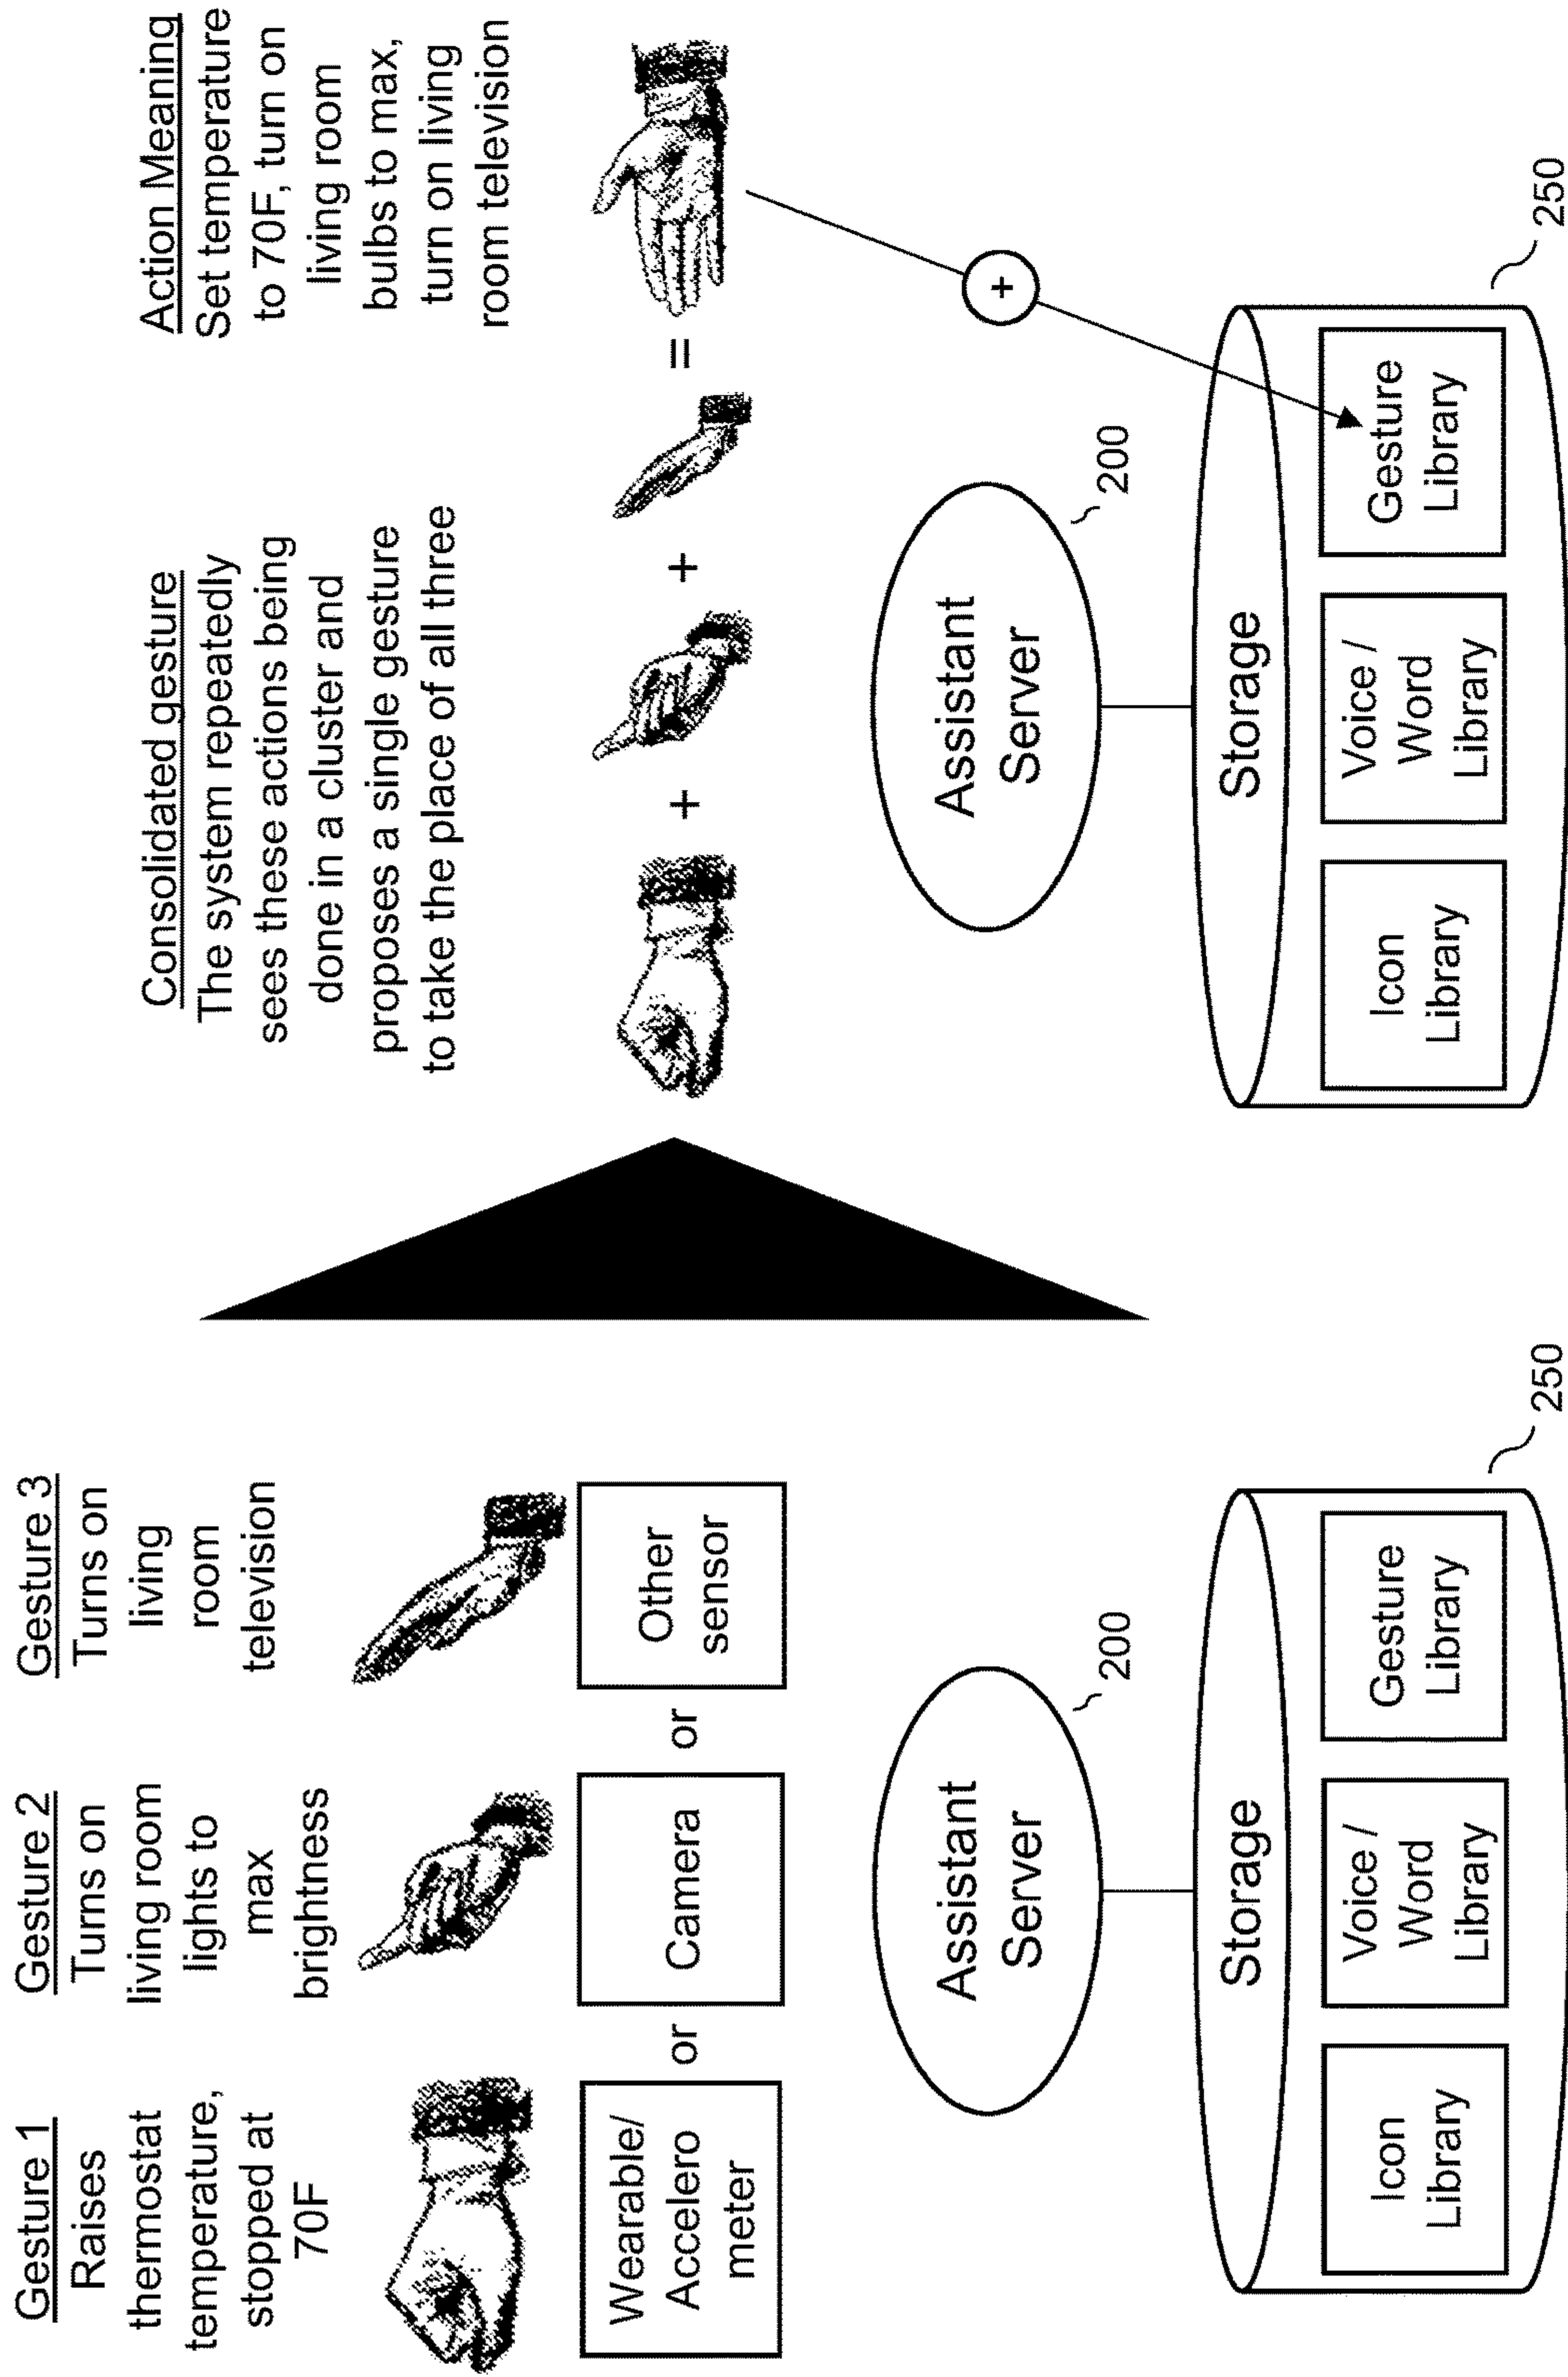 Gesture 1
Raises
thermostat
temperature,
stopped at
70F
Gesture 2
Turns on
living room
lights to
max
brightness
Gesture 3
Turns on
living
room
television
Wearable/
Accelero
meter
or
Camera
or
Other
sensor
Assistant
Server
200
Storage
250
Icon
Library
Voice /
Word
Library
Gesture
Library
Consolidated gesture
The system repeatedly
sees these actions being
done in a cluster and
proposes a single gesture
to take the place of all three
Action Meaning
Set temperature
to 70F, turn on
living room
bulbs to max,
turn on living
room television
+
+
=
+
Assistant
Server
200
Storage
250
Icon
Library
Voice /
Word
Library
Gesture
Library